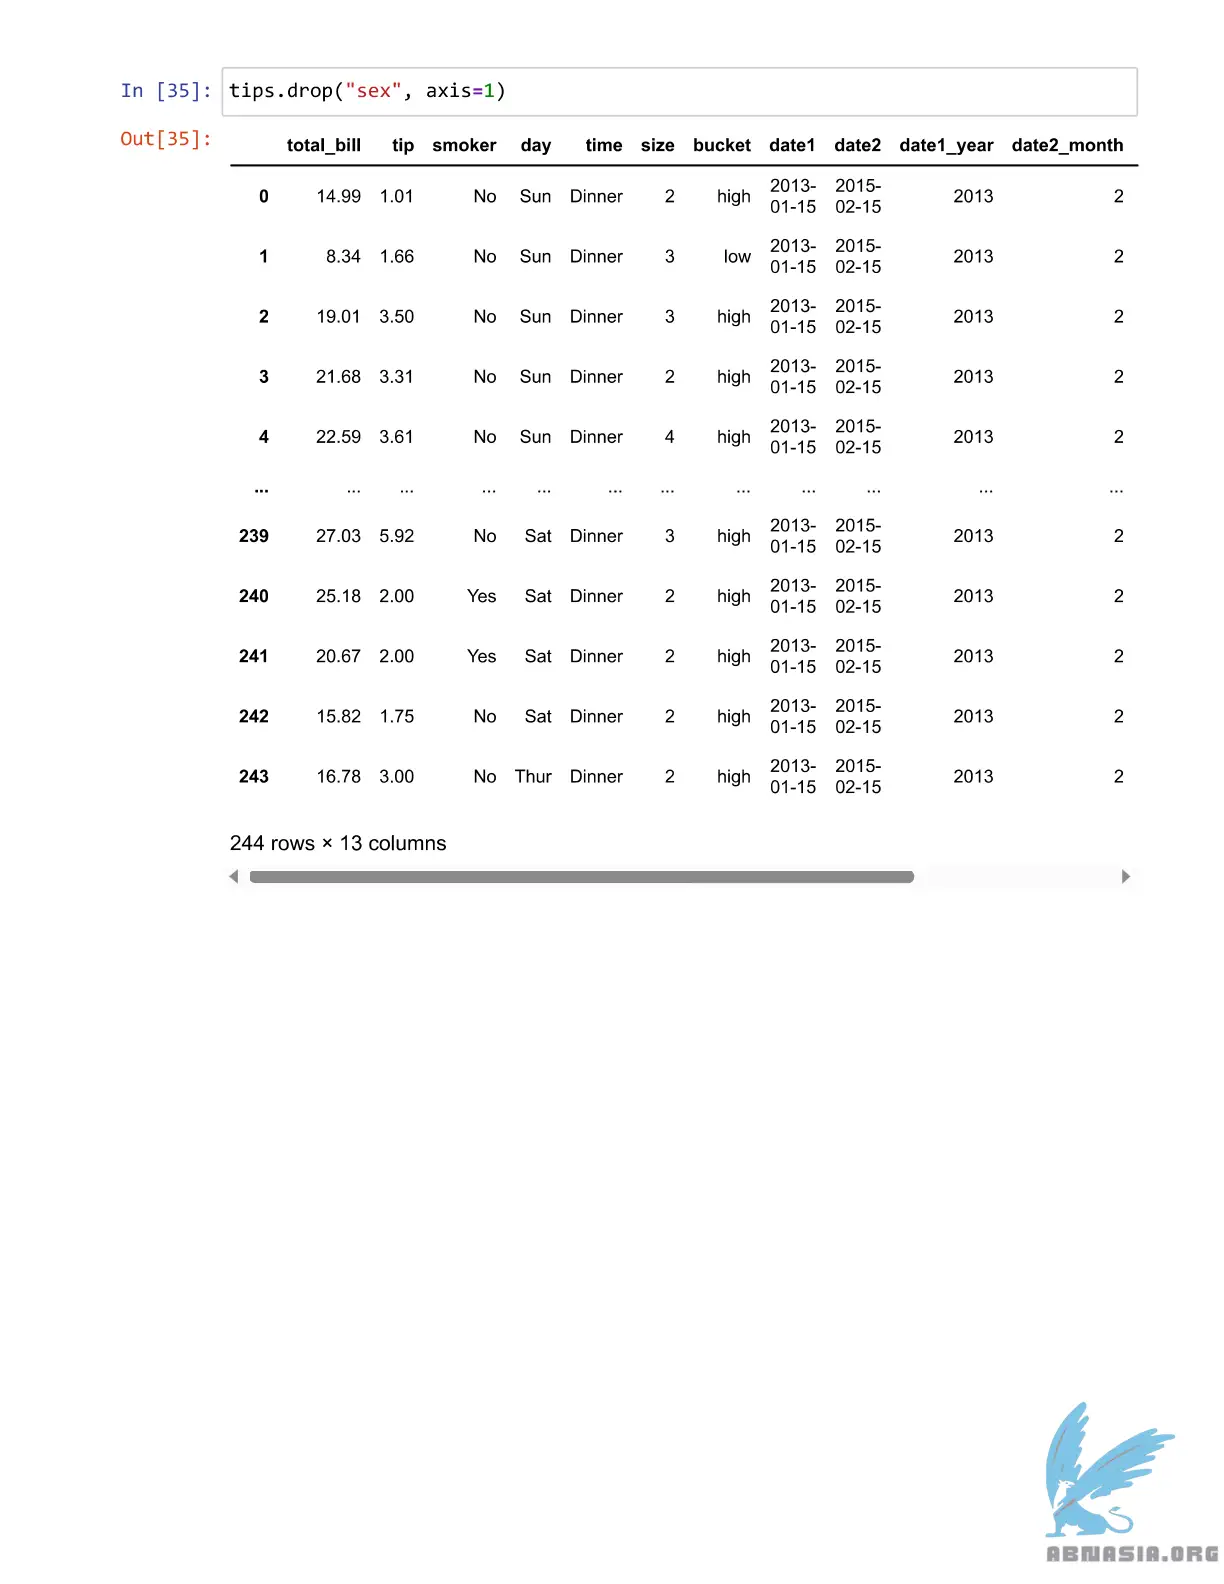 In [35]: tips.drop("sex", axis=1)
Out[35]:
total_bill tip smoker day time size bucket date1 date2 date1_year date2_month
0 14.99 1.01 No Sun Dinner 2 high 2013-01-15 2015-02-15 2013 2
1 8.34 1.66 No Sun Dinner 3 low 2013-01-15 2015-02-15 2013 2
2 19.01 3.50 No Sun Dinner 3 high 2013-01-15 2015-02-15 2013 2
3 21.68 3.31 No Sun Dinner 2 high 2013-01-15 2015-02-15 2013 2
4 22.59 3.61 No Sun Dinner 4 high 2013-01-15 2015-02-15 2013 2
... ... ... ... ... ... ... ... ... ... ... ...
239 27.03 5.92 No Sat Dinner 3 high 2013-01-15 2015-02-15 2013 2
240 25.18 2.00 Yes Sat Dinner 2 high 2013-01-15 2015-02-15 2013 2
241 20.67 2.00 Yes Sat Dinner 2 high 2013-01-15 2015-02-15 2013 2
242 15.82 1.75 No Sat Dinner 2 high 2013-01-15 2015-02-15 2013 2
243 16.78 3.00 No Thur Dinner 2 high 2013-01-15 2015-02-15 2013 2
244 rows × 13 columns
ABNASIA.ORG